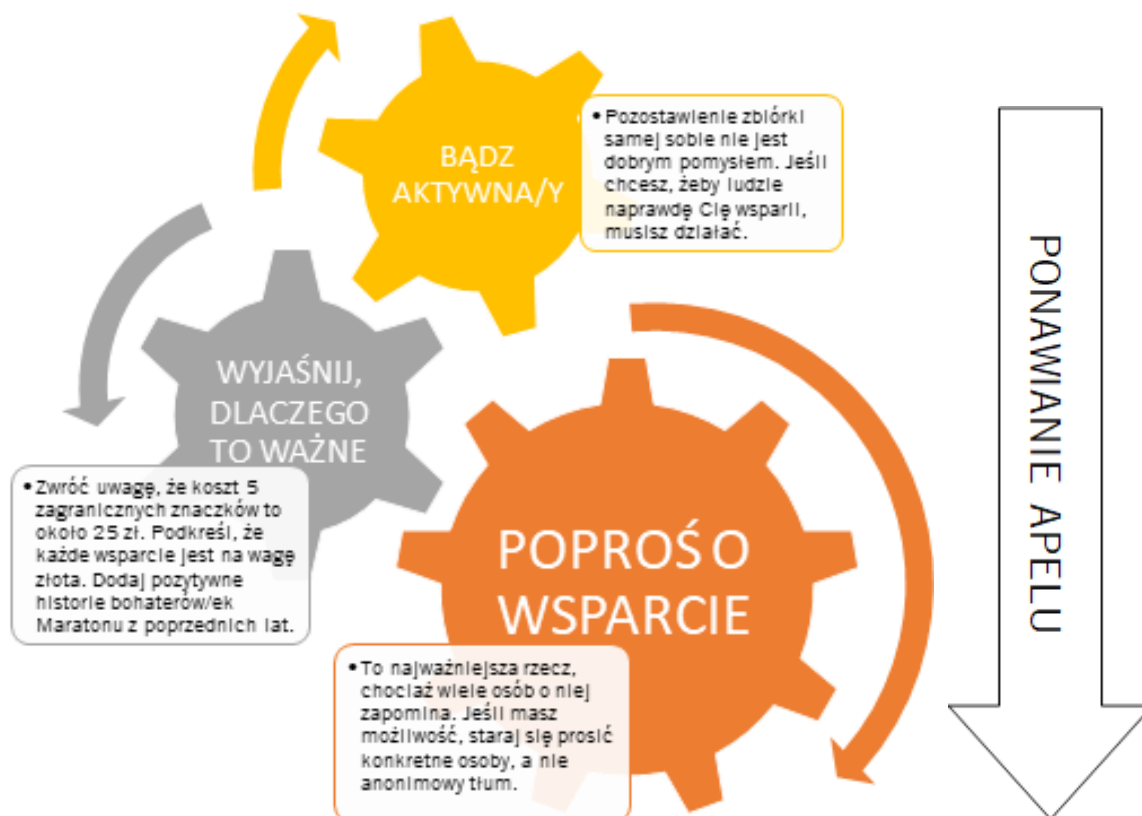 BĄDZ
AKTYWNA/Y
• Pozostawienie zbiórki
samej sobie nie jest
dobrym pomysłem. Jeśli
chcesz, żeby ludzie
naprawdę Cię wsparli,
musisz działać.
WYJAŚNIJ,
DLACZEGO
TO WAŻNE
• Zwróć uwagę, że koszt 5
zagranicznych znaczków to
około 25 zł. Podkreśl, że
każde wsparcie jest na wagę
złota. Dodaj pozytywne
historie bohaterów/ek
Maratonu z poprzednich lat.
POPROŚ O
WSPARCIE
• To najważniejsza rzecz,
chociaż wiele osób o niej
zapomina. Jeśli masz
możliwość, staraj się prosić
konkretne osoby, a nie
anonimowy tłum.
PONAWIANIE APELU